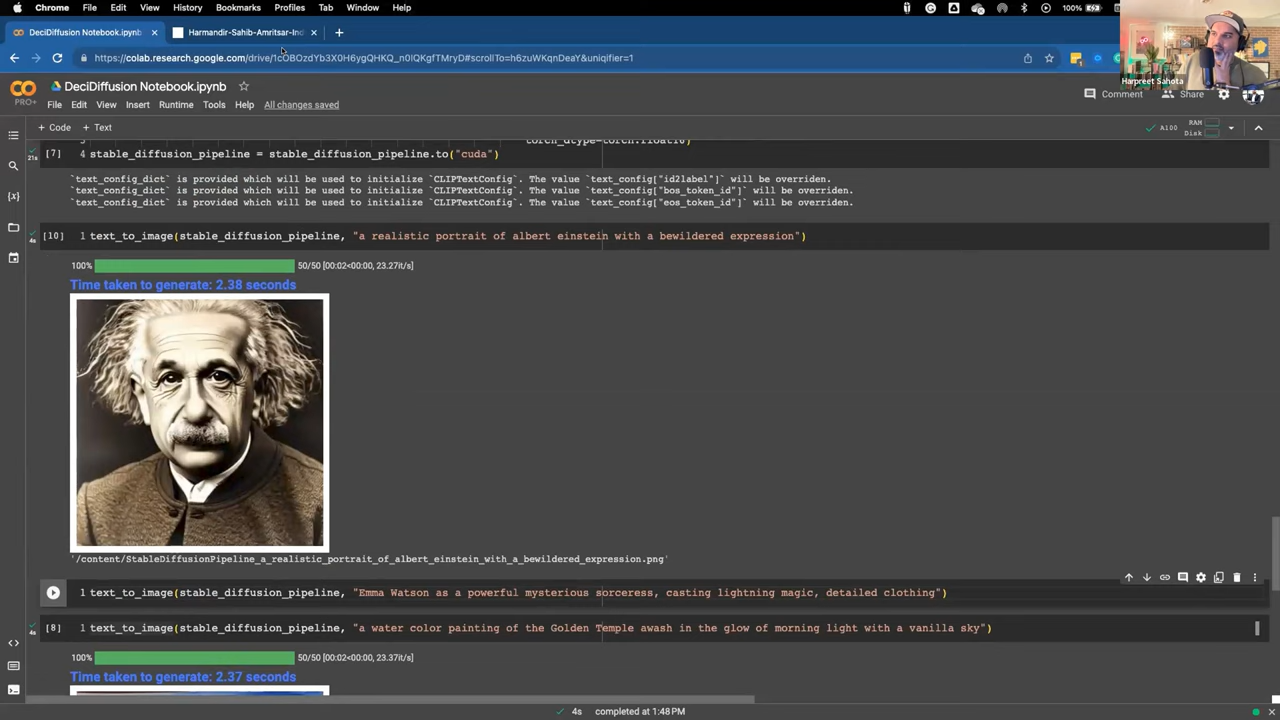 Chrome File Edit View History Bookmarks Profiles Tab Window Help 100%
DeciDiffusion Notebook.ipynb Harmandir-Sahib-Amritsar-Ind
https://colab.research.google.com/drive/1cOBOzdYb3X0H6ygQHKQ_n0lQKgfTMryD#scrollTo=h6zuWKqnDeaY&uniqifier=1
Harpreet Sahota
DeciDiffusion Notebook.ipynb
PRO+
File Edit View Insert Runtime Tools Help All changes saved
Comment Share
+ Code + Text
A100 RAM Disk
torch_dtype=torch.float16)
[7] 4 stable_diffusion_pipeline = stable_diffusion_pipeline.to("cuda")
21s
`text_config_dict` is provided which will be used to initialize `CLIPTextConfig`. The value `text_config["id2label"]` will be overriden.
`text_config_dict` is provided which will be used to initialize `CLIPTextConfig`. The value `text_config["bos_token_id"]` will be overriden.
`text_config_dict` is provided which will be used to initialize `CLIPTextConfig`. The value `text_config["eos_token_id"]` will be overriden.
[10] 1 text_to_image(stable_diffusion_pipeline, "a realistic portrait of albert einstein with a bewildered expression")
4s
100% 50/50 [00:02<00:00, 23.27it/s]
Time taken to generate: 2.38 seconds
'/content/StableDiffusionPipeline_a_realistic_portrait_of_albert_einstein_with_a_bewildered_expression.png'
1 text_to_image(stable_diffusion_pipeline, "Emma Watson as a powerful mysterious sorceress, casting lightning magic, detailed clothing")
[8] 1 text_to_image(stable_diffusion_pipeline, "a water color painting of the Golden Temple awash in the glow of morning light with a vanilla sky")
4s
100% 50/50 [00:02<00:00, 23.37it/s]
Time taken to generate: 2.37 seconds
4s completed at 1:48 PM